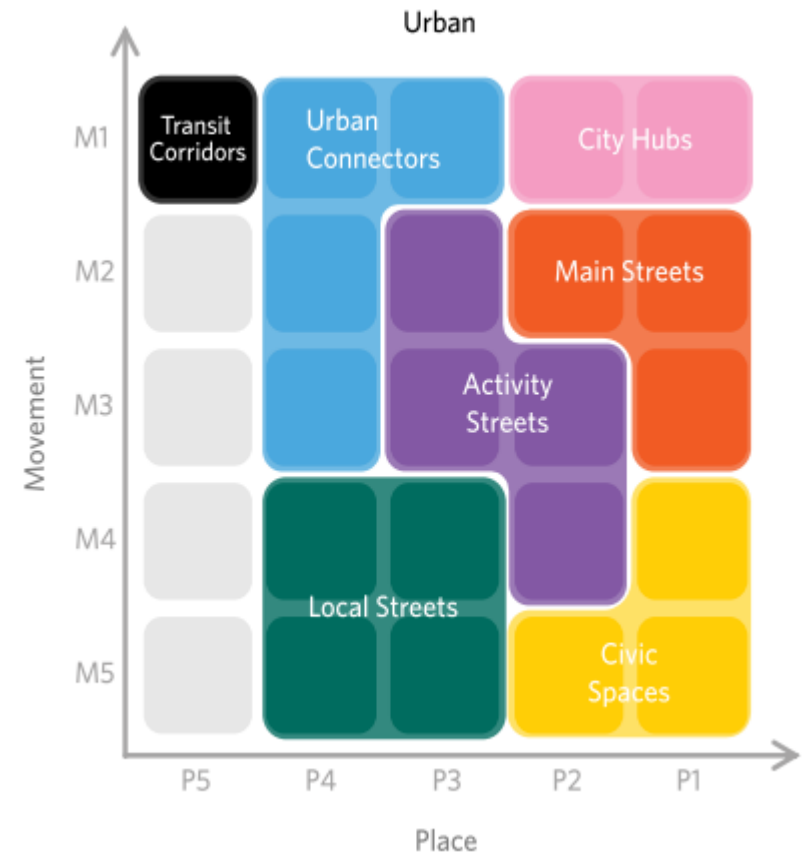 Urban
M1
Transit
Corridors
Urban
Connectors
City Hubs
M2
Main Streets
Movement
M3
Activity
Streets
M4
Local Streets
M5
Civic
Spaces
P5
P4
P3
P2
P1
Place